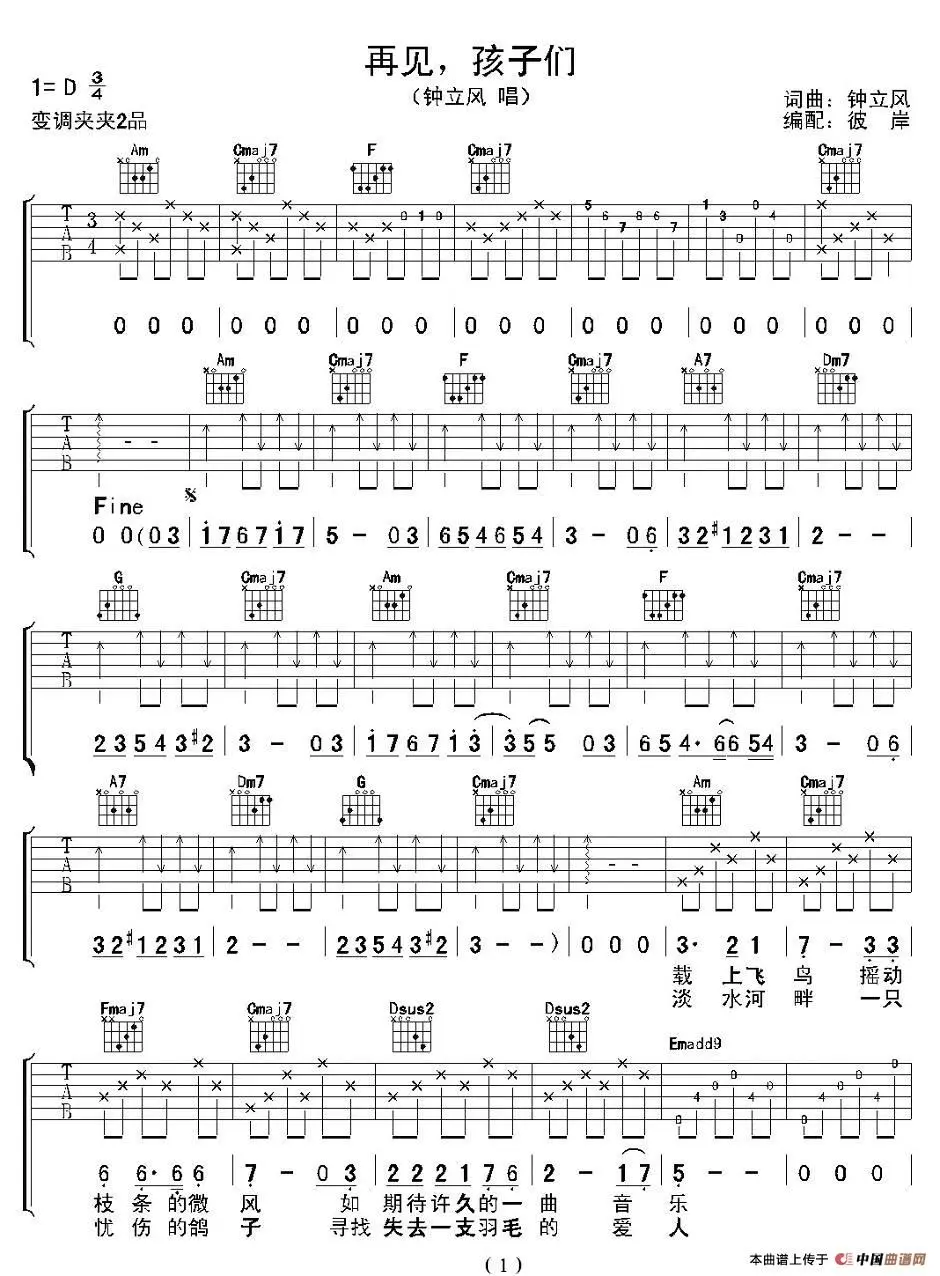 再见，孩子们
1= D 3/4
（钟立风 唱）
词曲：钟立风
变调夹夹2品
编配：彼 岸
Am Cmaj7 F Cmaj7 Cmaj7
T A B 3 4 0 1 0 5 6 7 8 6 7 1 3 0 0 4 0
0 0 0 | 0 0 0 | 0 0 0 | 0 0 0 | 0 0 0 | 0 0 0 | 0 0 0
Am Cmaj7 F Cmaj7 A7 Dm7
T A B - -
Fine
0 0 (0 3 | 1 7 6 7 1 7 | 5 - 0 3 | 6 5 4 6 5 4 | 3 - 0 6 | 3 2 #1 2 3 1 | 2 - -
G Cmaj7 Am Cmaj7 F Cmaj7
T A B
2 3 5 4 3 #2 | 3 - 0 3 | 1 7 6 7 1 3 | 3 5 5 0 3 | 6 5 4· 6 6 5 4 | 3 - 0 6
A7 Dm7 G Cmaj7 Am Cmaj7
T A B - -
3 2 #1 2 3 1 | 2 - - | 2 3 5 4 3 #2 | 3 - -) | 0 0 0 | 3· 2 1 | 7 - 3 3
载 上飞 鸟 摇动
淡 水河 畔 一只
Fmaj7 Cmaj7 Dsus2 Dsus2 Emadd9
T A B 0 4 0 0 4 0 0 4 0 0 4 0
6 6· 6 6 | 7 - 0 3 | 2 2 2 1 7 6 | 2 - 1 7 | 5 - - | 0 0 0
枝 条 的微 风 如 期待许久的一 曲 音 乐
忧 伤 的鸽 子 寻找 失去一支羽毛 的 爱 人
( 1 )
本曲谱上传于 中国曲谱网